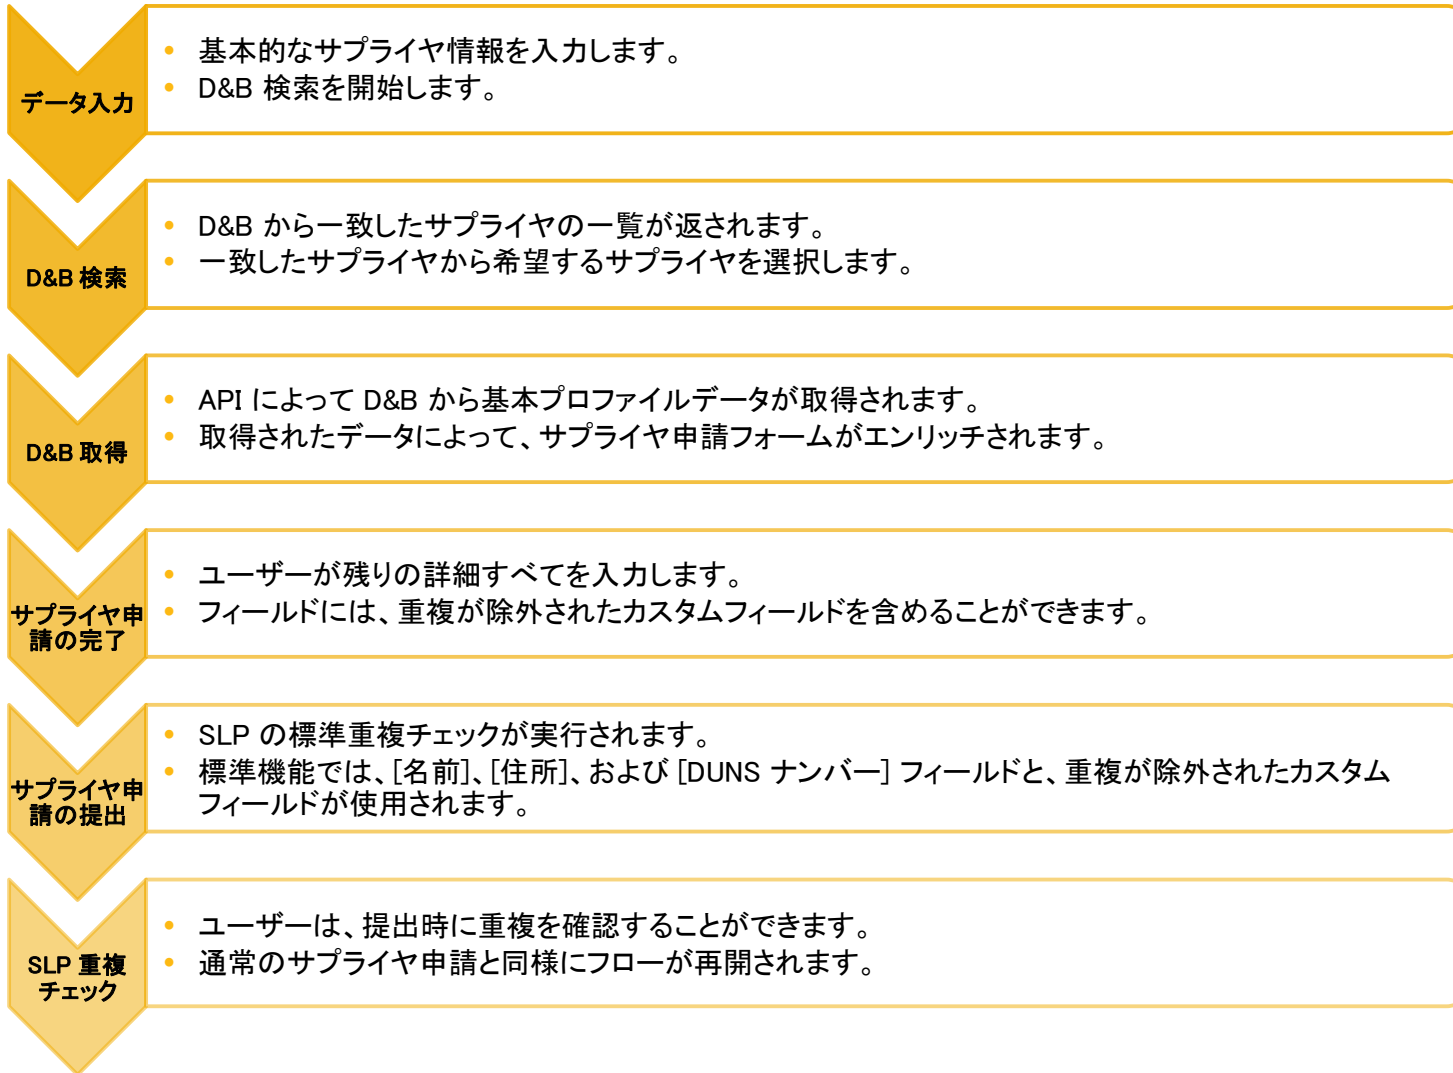 データ入力
• 基本的なサプライヤ情報を入力します。
• D&B 検索を開始します。
D&B 検索
• D&B から一致したサプライヤの一覧が返されます。
• 一致したサプライヤから希望するサプライヤを選択します。
D&B 取得
• API によって D&B から基本プロファイルデータが取得されます。
• 取得されたデータによって、サプライヤ申請フォームがエンリッチされます。
サプライヤ申
請の完了
• ユーザーが残りの詳細すべてを入力します。
• フィールドには、重複が除外されたカスタムフィールドを含めることができます。
サプライヤ申
請の提出
• SLP の標準重複チェックが実行されます。
• 標準機能では、[名前]、[住所]、および [DUNS ナンバー] フィールドと、重複が除外されたカスタム
フィールドが使用されます。
SLP 重複
チェック
• ユーザーは、提出時に重複を確認することができます。
• 通常のサプライヤ申請と同様にフローが再開されます。